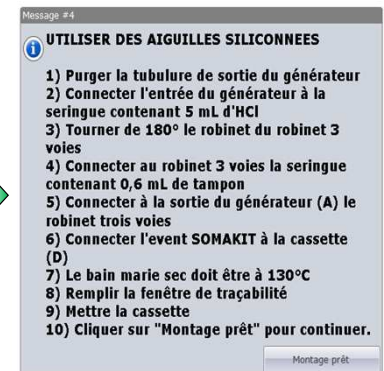 Message #4
UTILISER DES AIGUILLES SILICONNEES
1) Purger la tubulure de sortie du générateur
2) Connecter l'entrée du générateur à la
seringue contenant 5 mL d'HCl
3) Tourner de 180° le robinet du robinet 3
voies
4) Connecter au robinet 3 voies la seringue
contenant 0,6 mL de tampon
5) Connecter à la sortie du générateur (A) le
robinet trois voies
6) Connecter l'event SOMAKIT à la cassette
(D)
7) Le bain marie sec doit être à 130°C
8) Remplir la fenêtre de traçabilité
9) Mettre la cassette
10) Cliquer sur "Montage prêt" pour continuer.
Montage prêt